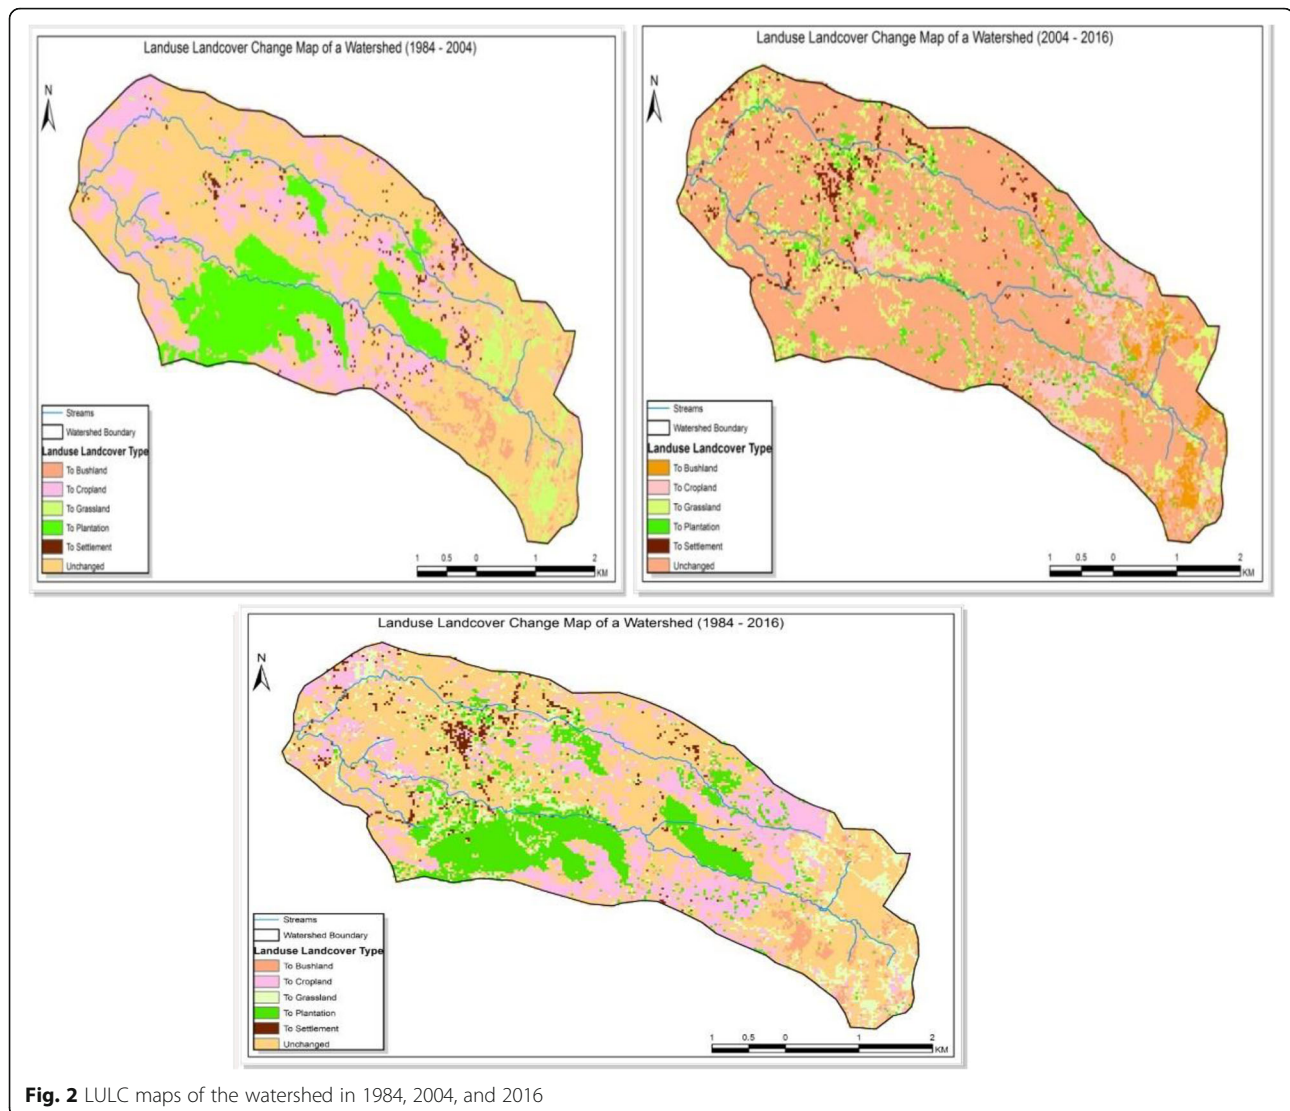 Landuse Landcover Change Map of a Watershed (1984 - 2004)
N
Streams
Watershed Boundary
Landuse Landcover Type
To Bushland
To Cropland
To Grassland
To Plantation
To Settlement
Unchanged
1 0.5 0 1 2
KM
Landuse Landcover Change Map of a Watershed (2004 - 2016)
N
Streams
Watershed Boundary
Landuse Landcover Type
To Bushland
To Cropland
To Grassland
To Plantation
To Settlement
Unchanged
1 0.5 0 1 2
KM
Landuse Landcover Change Map of a Watershed (1984 - 2016)
N
Streams
Watershed Boundary
Landuse Landcover Type
To Bushland
To Cropland
To Grassland
To Plantation
To Settlement
Unchanged
1 0.5 0 1 2
KM
Fig. 2 LULC maps of the watershed in 1984, 2004, and 2016